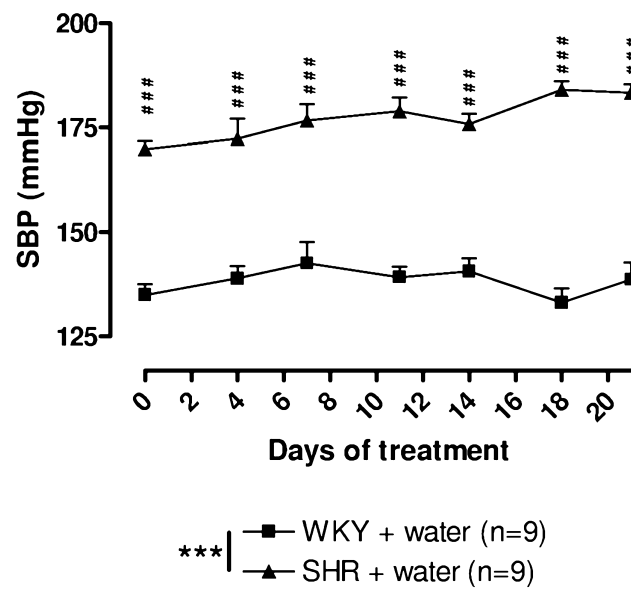 200
175
150
125
SBP (mmHg)
###
###
###
###
###
###
###
0 2 4 6 8 10 12 14 16 18 20
Days of treatment
*** WKY + water (n=9)
SHR + water (n=9)